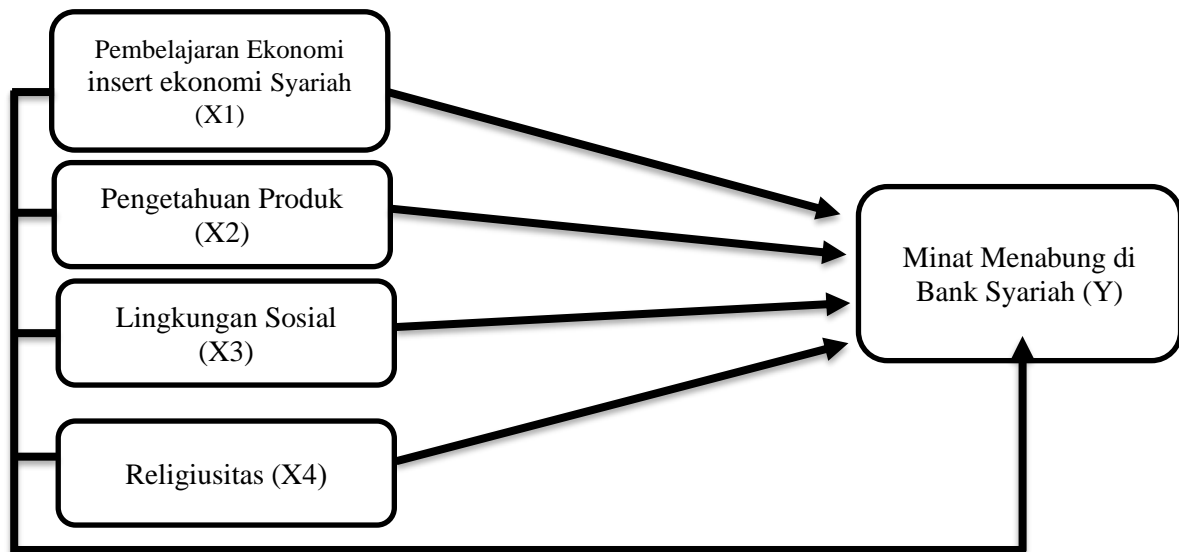 Pembelajaran Ekonomi
insert ekonomi Syariah
(X1)
Pengetahuan Produk
(X2)
Lingkungan Sosial
(X3)
Religiusitas (X4)
Minat Menabung di
Bank Syariah (Y)